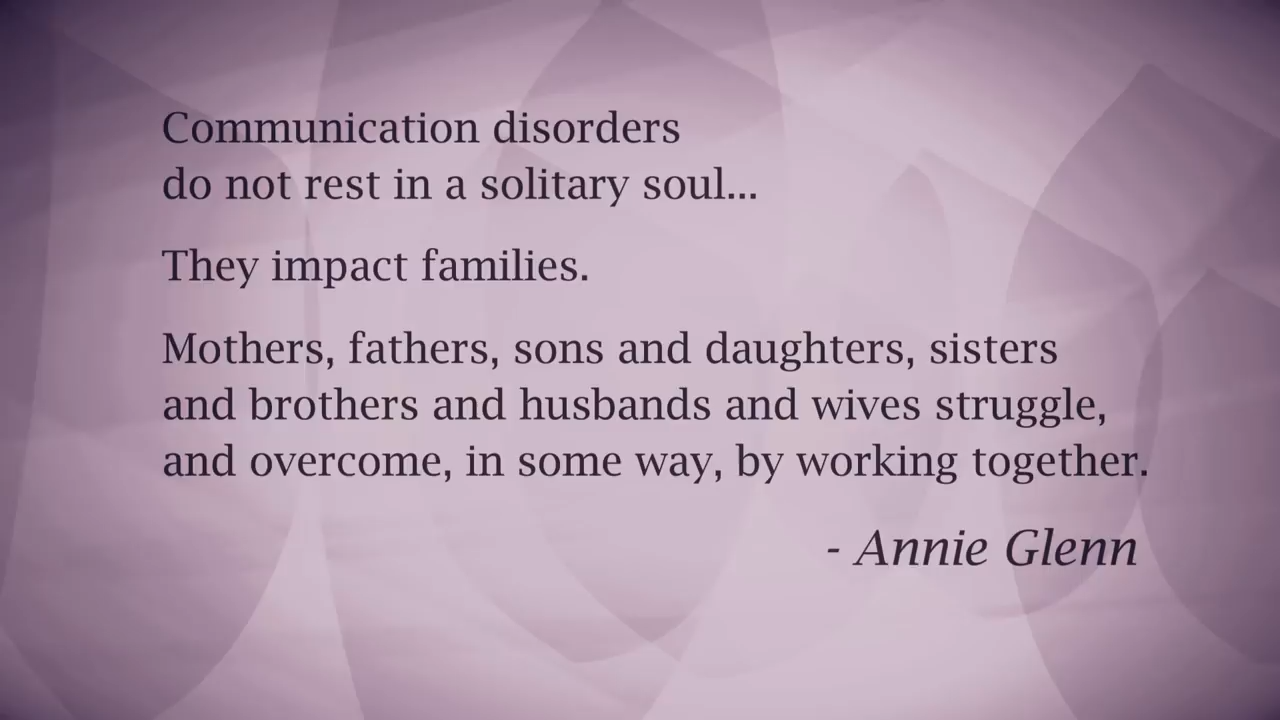 Communication disorders
do not rest in a solitary soul...
They impact families.
Mothers, fathers, sons and daughters, sisters
and brothers and husbands and wives struggle,
and overcome, in some way, by working together.
- Annie Glenn